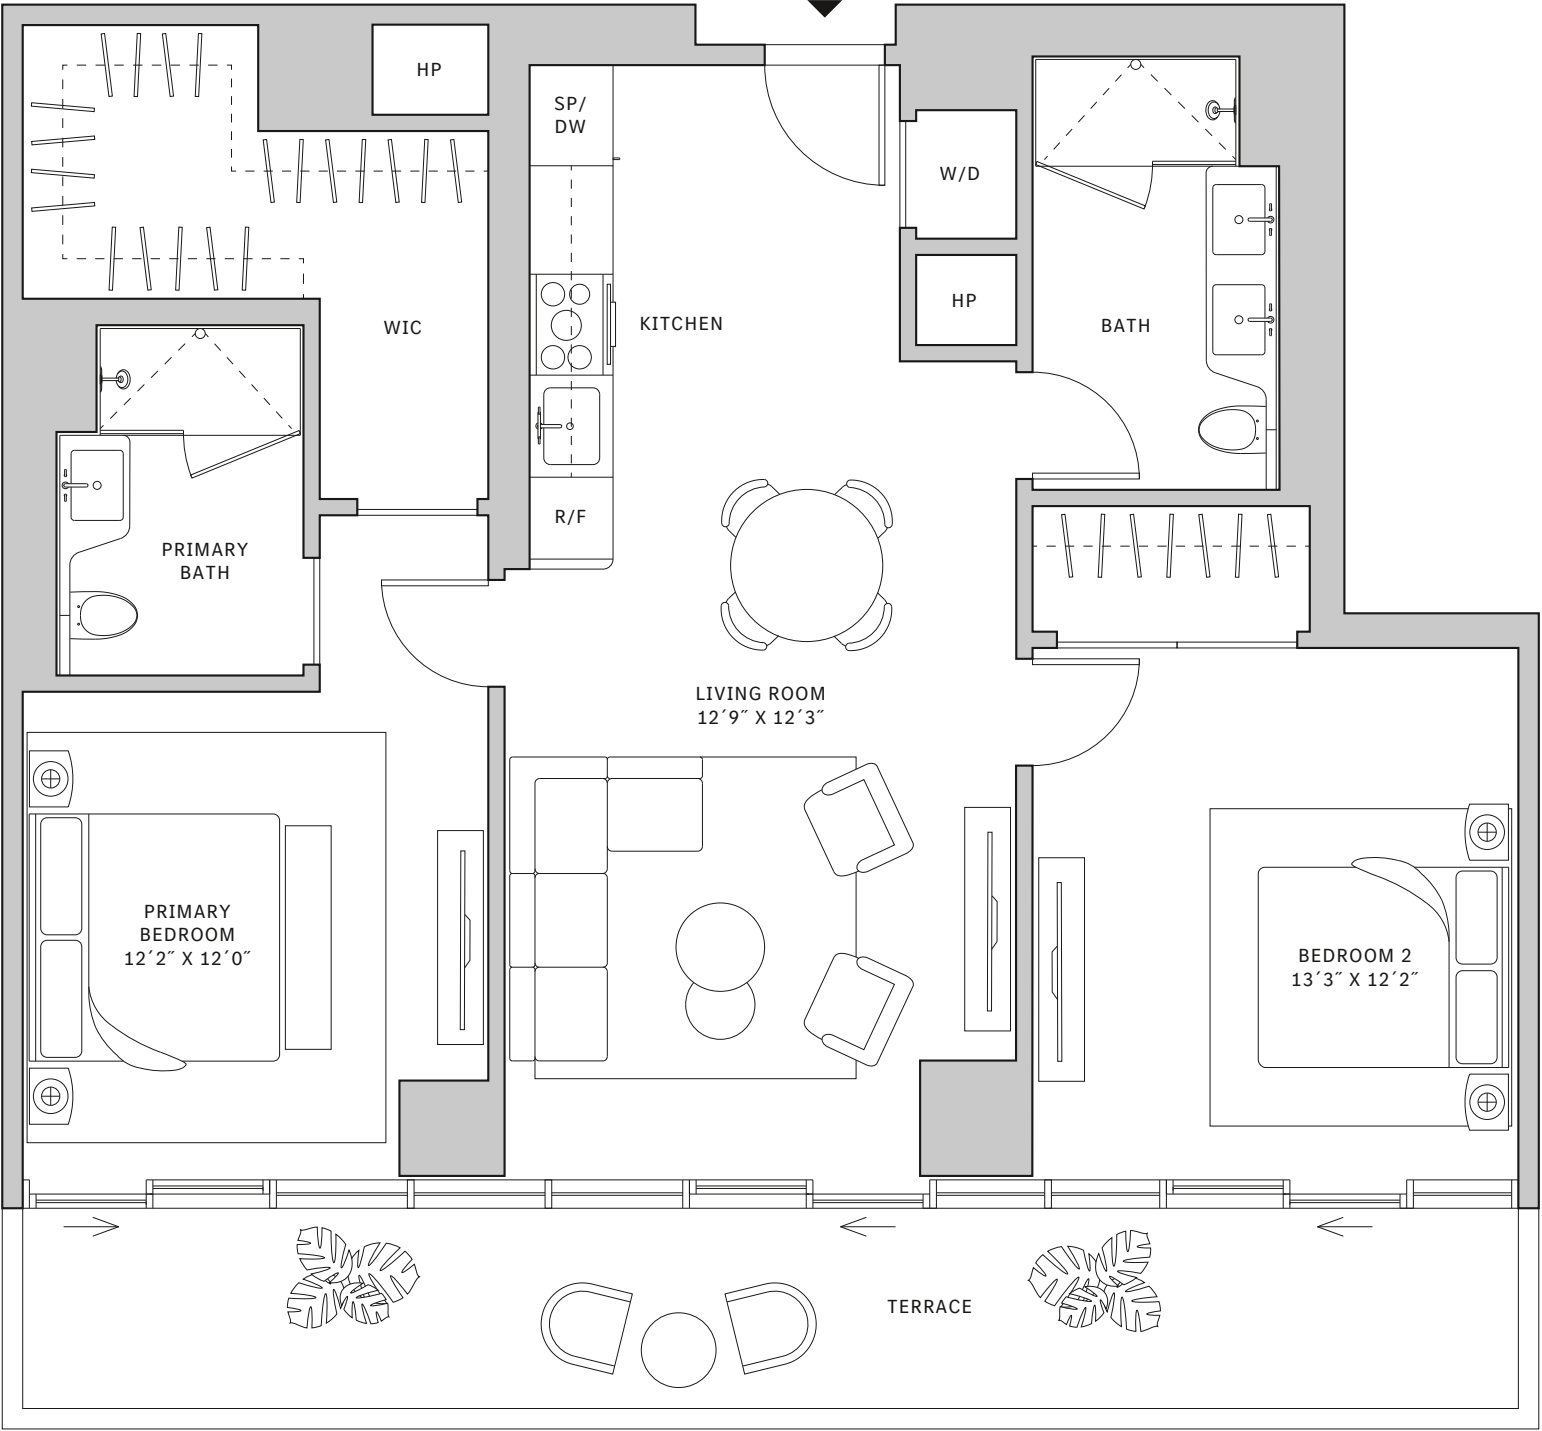 HP
SP/
DW
W/D
HP
WIC
KITCHEN
BATH
R/F
PRIMARY
BATH
LIVING ROOM
12´9˝ X 12´3˝
PRIMARY
BEDROOM
12´2˝ X 12´0˝
BEDROOM 2
13´3˝ X 12´2˝
TERRACE